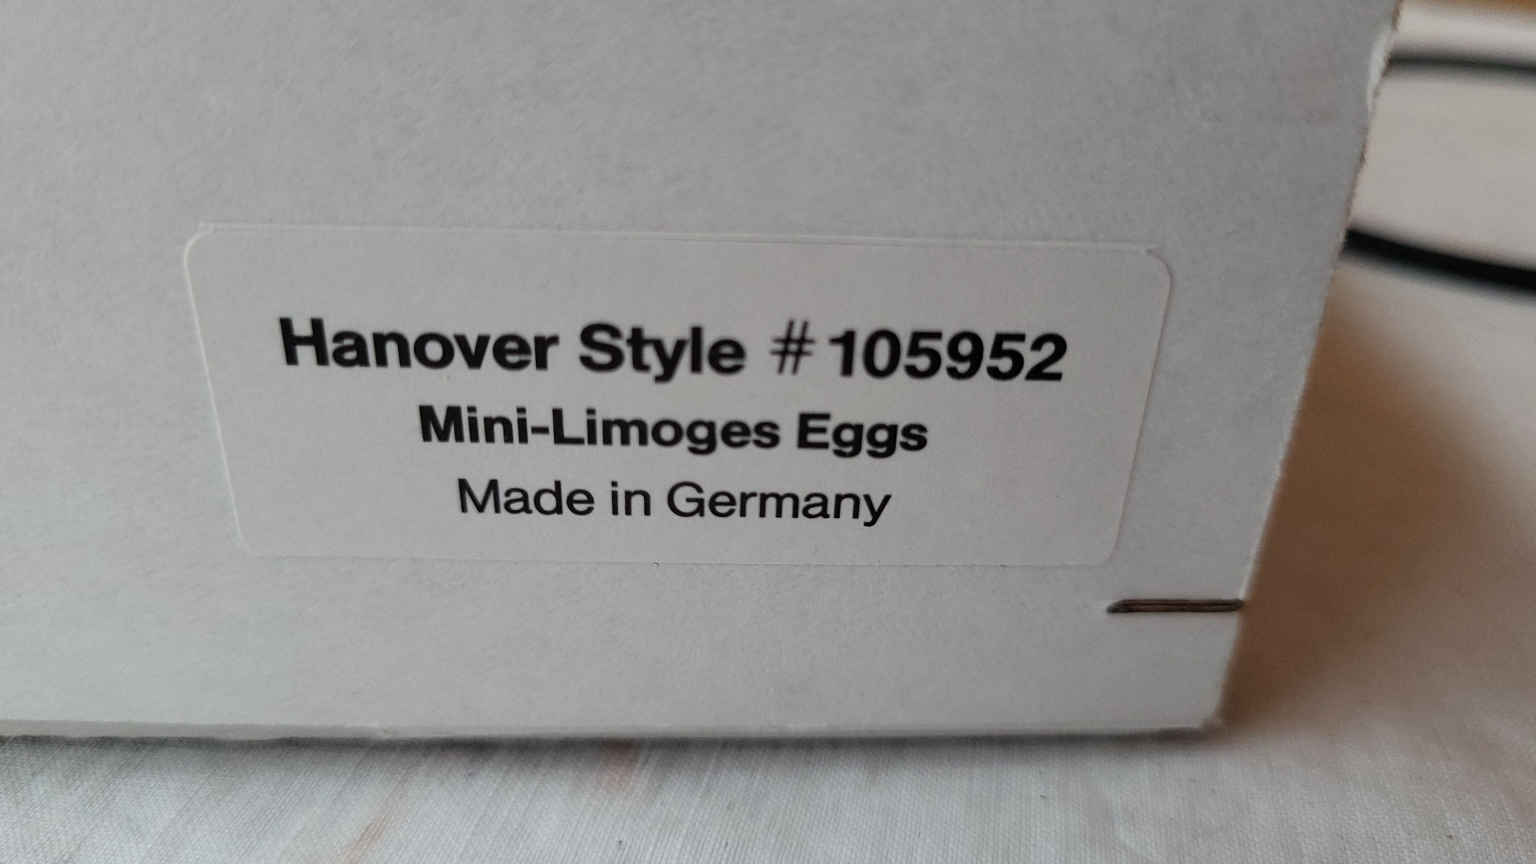 Hanover Style #105952
Mini-Limoges Eggs
Made in Germany